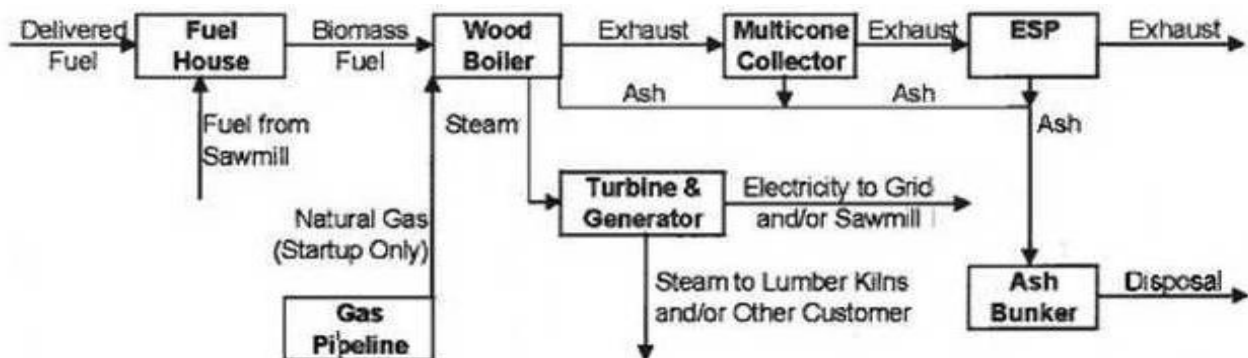 Delivered
Fuel
Fuel
House
Biomass
Fuel
Wood
Boiler
Exhaust
Multicone
Collector
Exhaust
ESP
Exhaust
Ash
Ash
Ash
Fuel from
Sawmill
Steam
Turbine &
Generator
Electricity to Grid
and/or Sawmill
Natural Gas
(Startup Only)
Steam to Lumber Kilns
and/or Other Customer
Ash
Bunker
Disposal
Gas
Pipeline